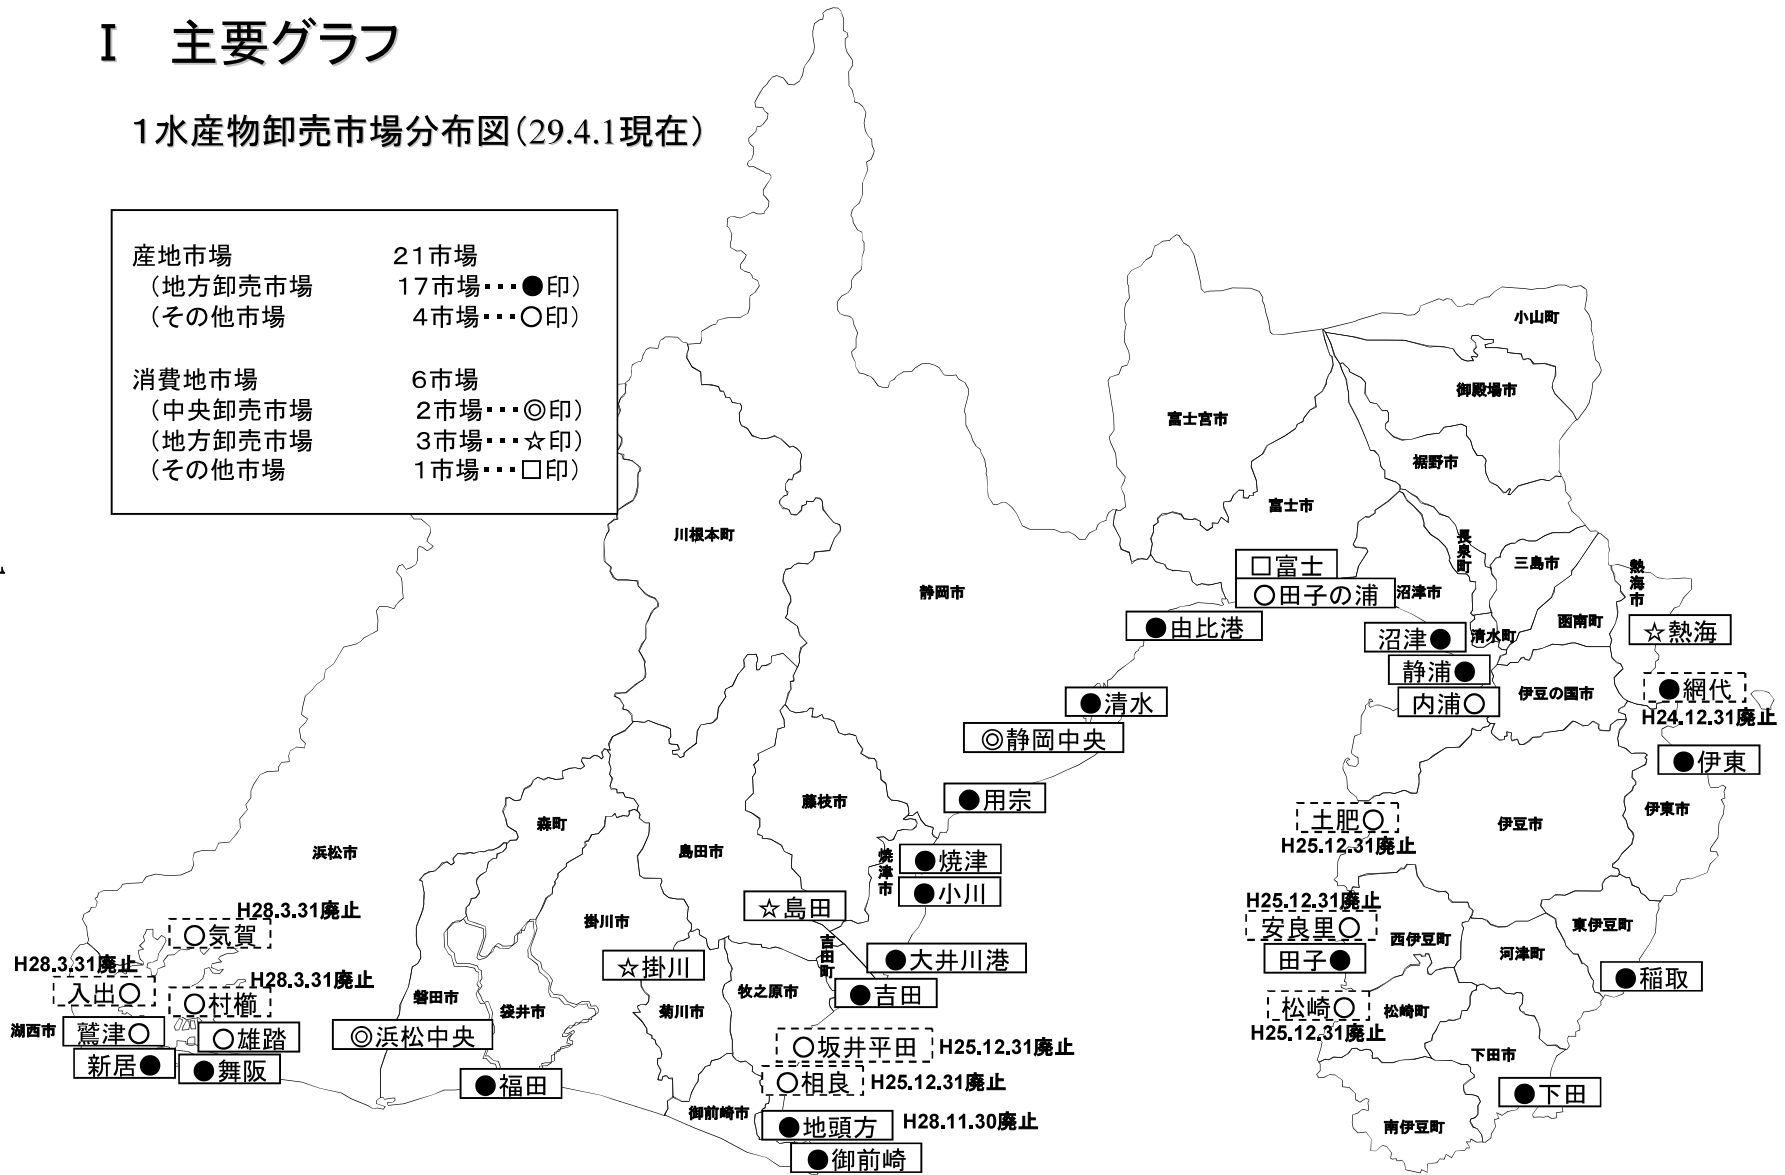 Ⅰ　主要グラフ
1水産物卸売市場分布図(29.4.1現在)
産地市場　21市場
(地方卸売市場　17市場・・・●印)
(その他市場　4市場・・・○印)
消費地市場　6市場
(中央卸売市場　2市場・・・◎印)
(地方卸売市場　3市場・・・☆印)
(その他市場　1市場・・・□印)
小山町
御殿場市
富士宮市
裾野市
富士市
川根本町
長泉町
三島市
熱海市
□富士
静岡市
○田子の浦
沼津市
函南町
●由比港
沼津●
清水町
☆熱海
静浦●
伊豆の国市
●網代
H24.12.31廃止
●清水
内浦○
◎静岡中央
●伊東
●用宗
藤枝市
伊東市
土肥○
H25.12.31廃止
伊豆市
森町
浜松市
島田市
焼津市
●焼津
●小川
H25.12.31廃止
安良里○
H28.3.31廃止
○気賀
掛川市
☆島田
東伊豆町
西伊豆町
吉田町
河津町
田子●
●大井川港
H28.3.31廃止
入出○
H28.3.31廃止
○村櫛
☆掛川
●稲取
牧之原市
●吉田
磐田市
袋井市
菊川市
松崎○
H25.12.31廃止
松崎町
湖西市
鷲津○
○雄踏
◎浜松中央
○坂井平田
H25.12.31廃止
下田市
新居●
●舞阪
●福田
○相良
H25.12.31廃止
●下田
御前崎市
●地頭方
H28.11.30廃止
南伊豆町
●御前崎